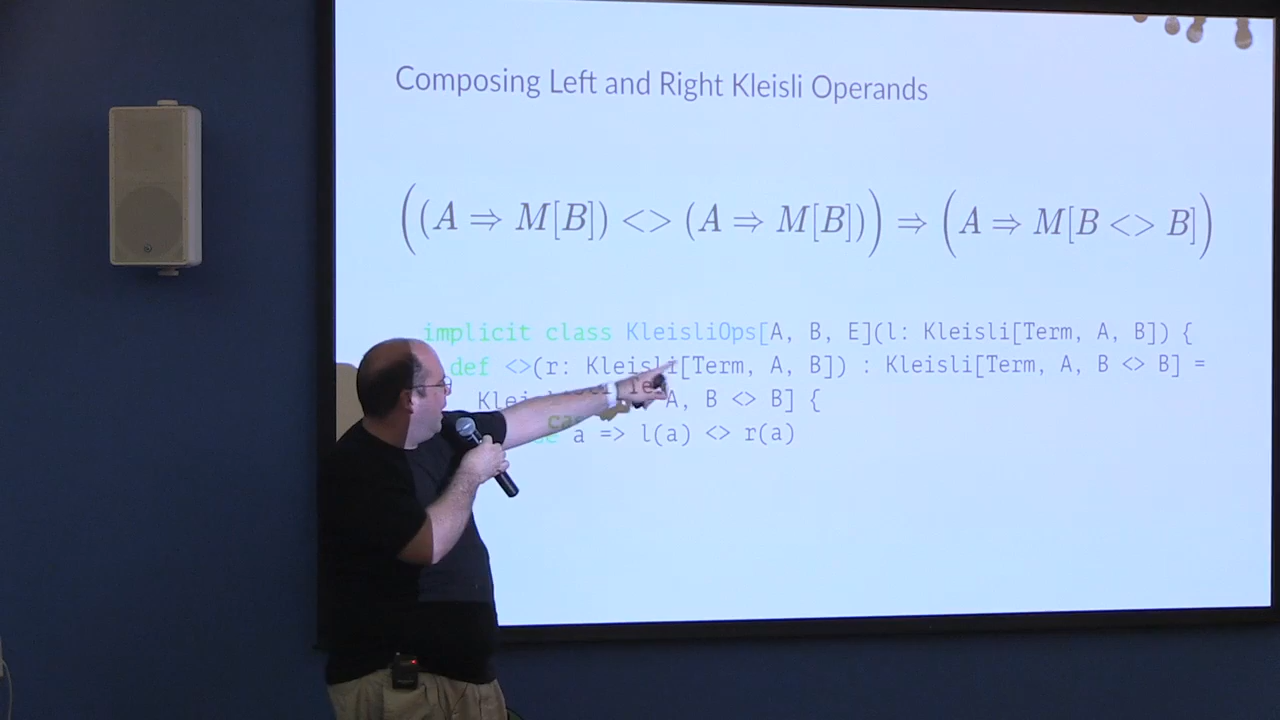 Composing Left and Right Kleisli Operands
((A ⇒ M[B]) <> (A ⇒ M[B])) ⇒ (A ⇒ M[B <> B])
implicit class KleisliOps[A, B, E](l: Kleisli[Term, A, B]) {
def <>(r: Kleisli[Term, A, B]) : Kleisli[Term, A, B <> B] =
A, B <> B] {
a => l(a) <> r(a)